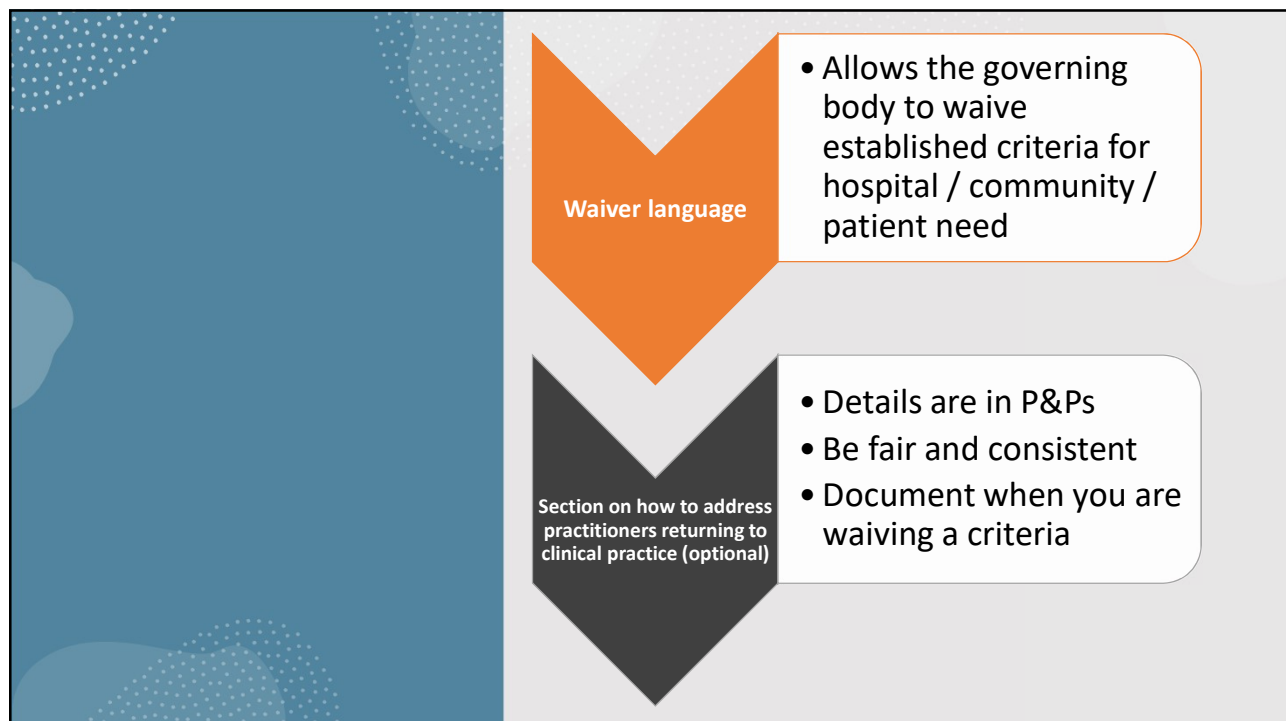 Waiver language
• Allows the governing
body to waive
established criteria for
hospital / community /
patient need
Section on how to address
practitioners returning to
clinical practice (optional)
• Details are in P&Ps
• Be fair and consistent
• Document when you are
waiving a criteria